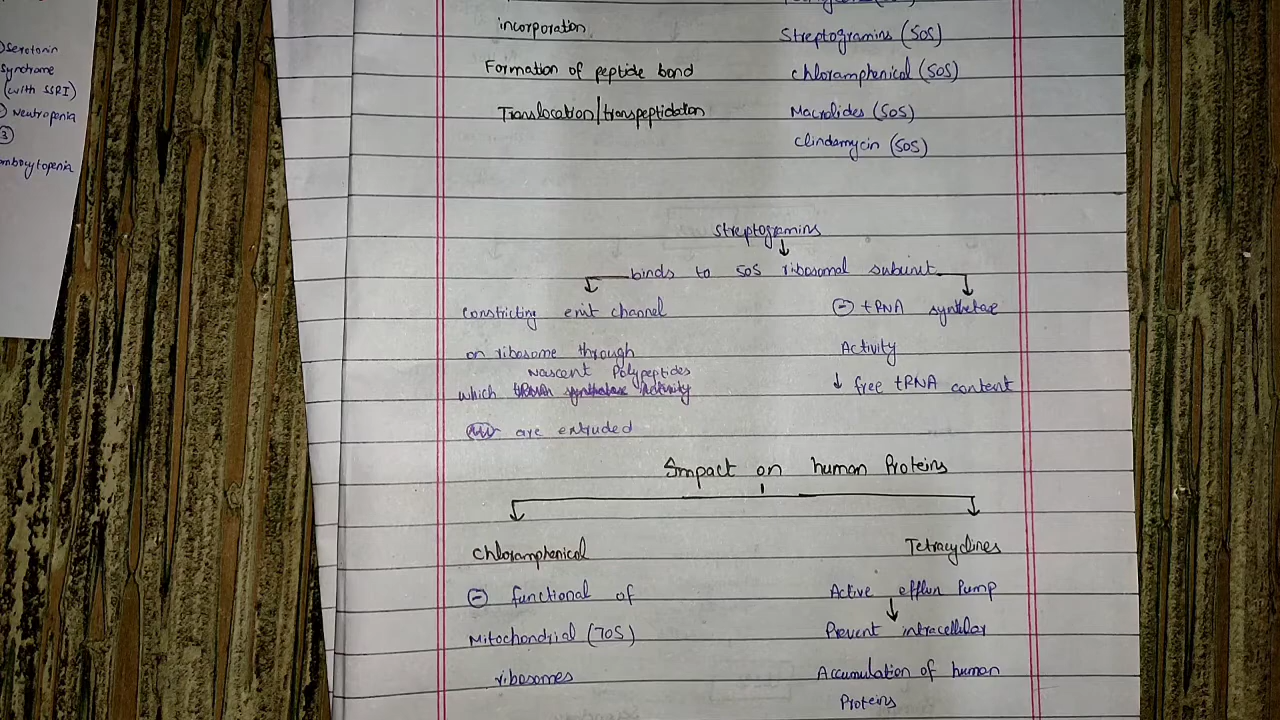 Serotonin
Syndrome
(with SSRI)
Neutropenia
③
mbocytopenia
incorporation
Streptogramins (50S)
Formation of peptide bond
chloramphenical (50S)
Translocation/transpeptidaton
Macrolides (50S)
Clindamycin (50S)
streptogramins
binds to 50S ribosomal subunit
constricting exit channel
⊖ tRNA synthetase
on ribosome through
Activity
Nascent Polypeptides
which
↓ free tRNA content
are extruded
Impact on human Proteins
chloramphenical
Tetracyclines
⊖ functional of
Active efflux Pump
Mitochondrial (70S)
Prevent intracellular
ribosomes
Accumulation of human
Proteins